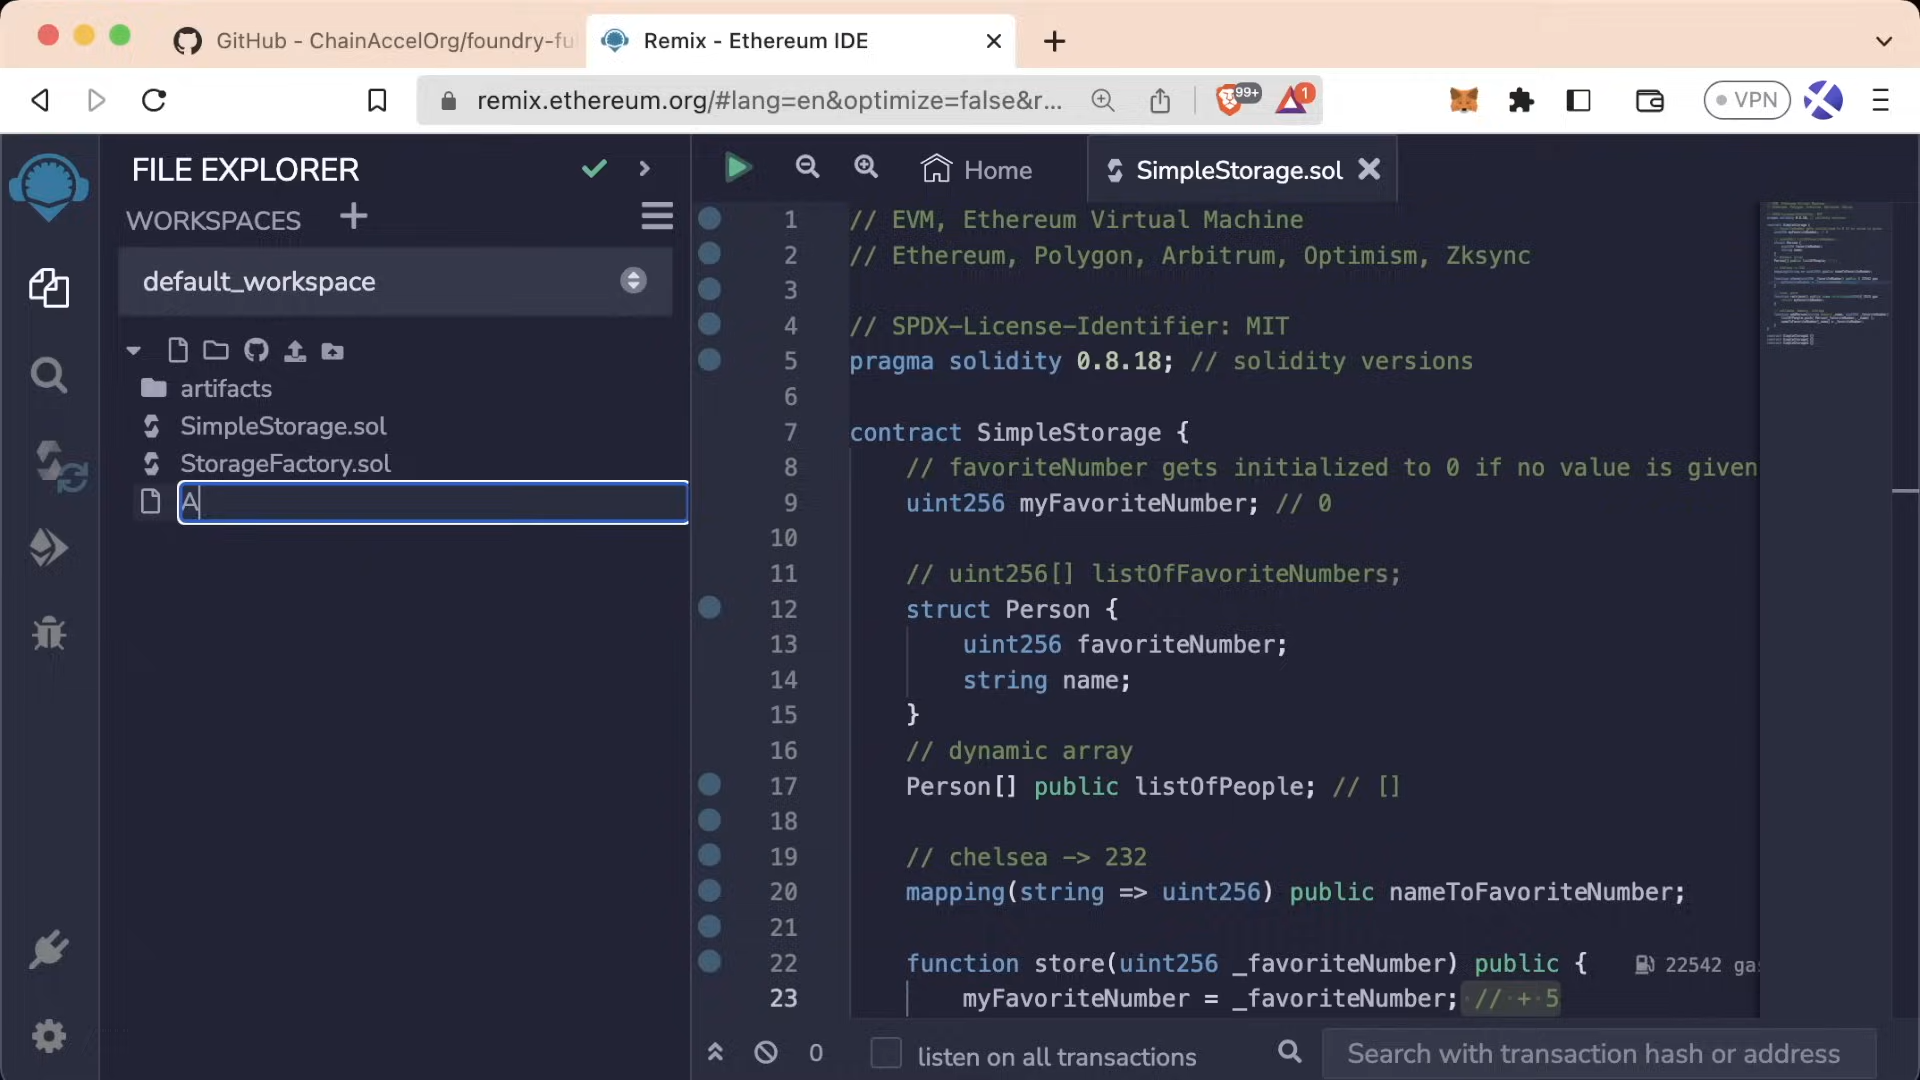 GitHub - ChainAccelOrg/foundry-ful
Remix - Ethereum IDE
remix.ethereum.org/#lang=en&optimize=false&r...
99+
1
VPN
FILE EXPLORER
WORKSPACES
default_workspace
artifacts
SimpleStorage.sol
StorageFactory.sol
A
Home
SimpleStorage.sol
1 // EVM, Ethereum Virtual Machine
2 // Ethereum, Polygon, Arbitrum, Optimism, Zksync
3
4 // SPDX-License-Identifier: MIT
5 pragma solidity 0.8.18; // solidity versions
6
7 contract SimpleStorage {
8 // favoriteNumber gets initialized to 0 if no value is given
9 uint256 myFavoriteNumber; // 0
10
11 // uint256[] listOfFavoriteNumbers;
12 struct Person {
13 uint256 favoriteNumber;
14 string name;
15 }
16 // dynamic array
17 Person[] public listOfPeople; // []
18
19 // chelsea -> 232
20 mapping(string => uint256) public nameToFavoriteNumber;
21
22 function store(uint256 _favoriteNumber) public { 22542 gas
23 myFavoriteNumber = _favoriteNumber; // + 5
0
listen on all transactions
Search with transaction hash or address